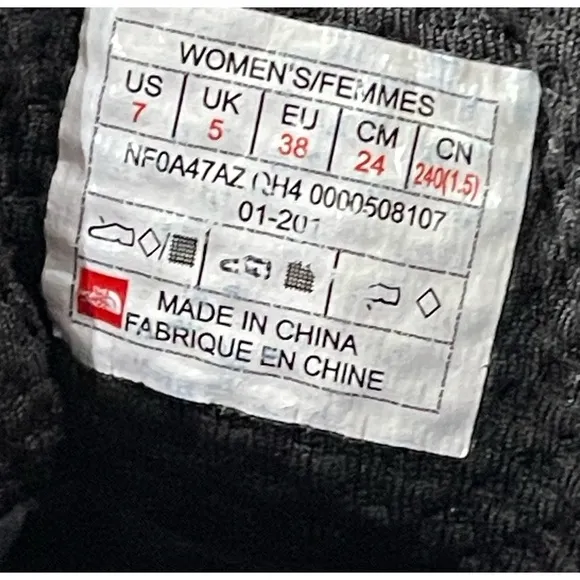 WOMEN'S/FEMMES
US UK EU CM CN
7 5 38 24 240(1.5)
NF0A47AZ 0000508107
MADE IN CHINA
FABRIQUE EN CHINE